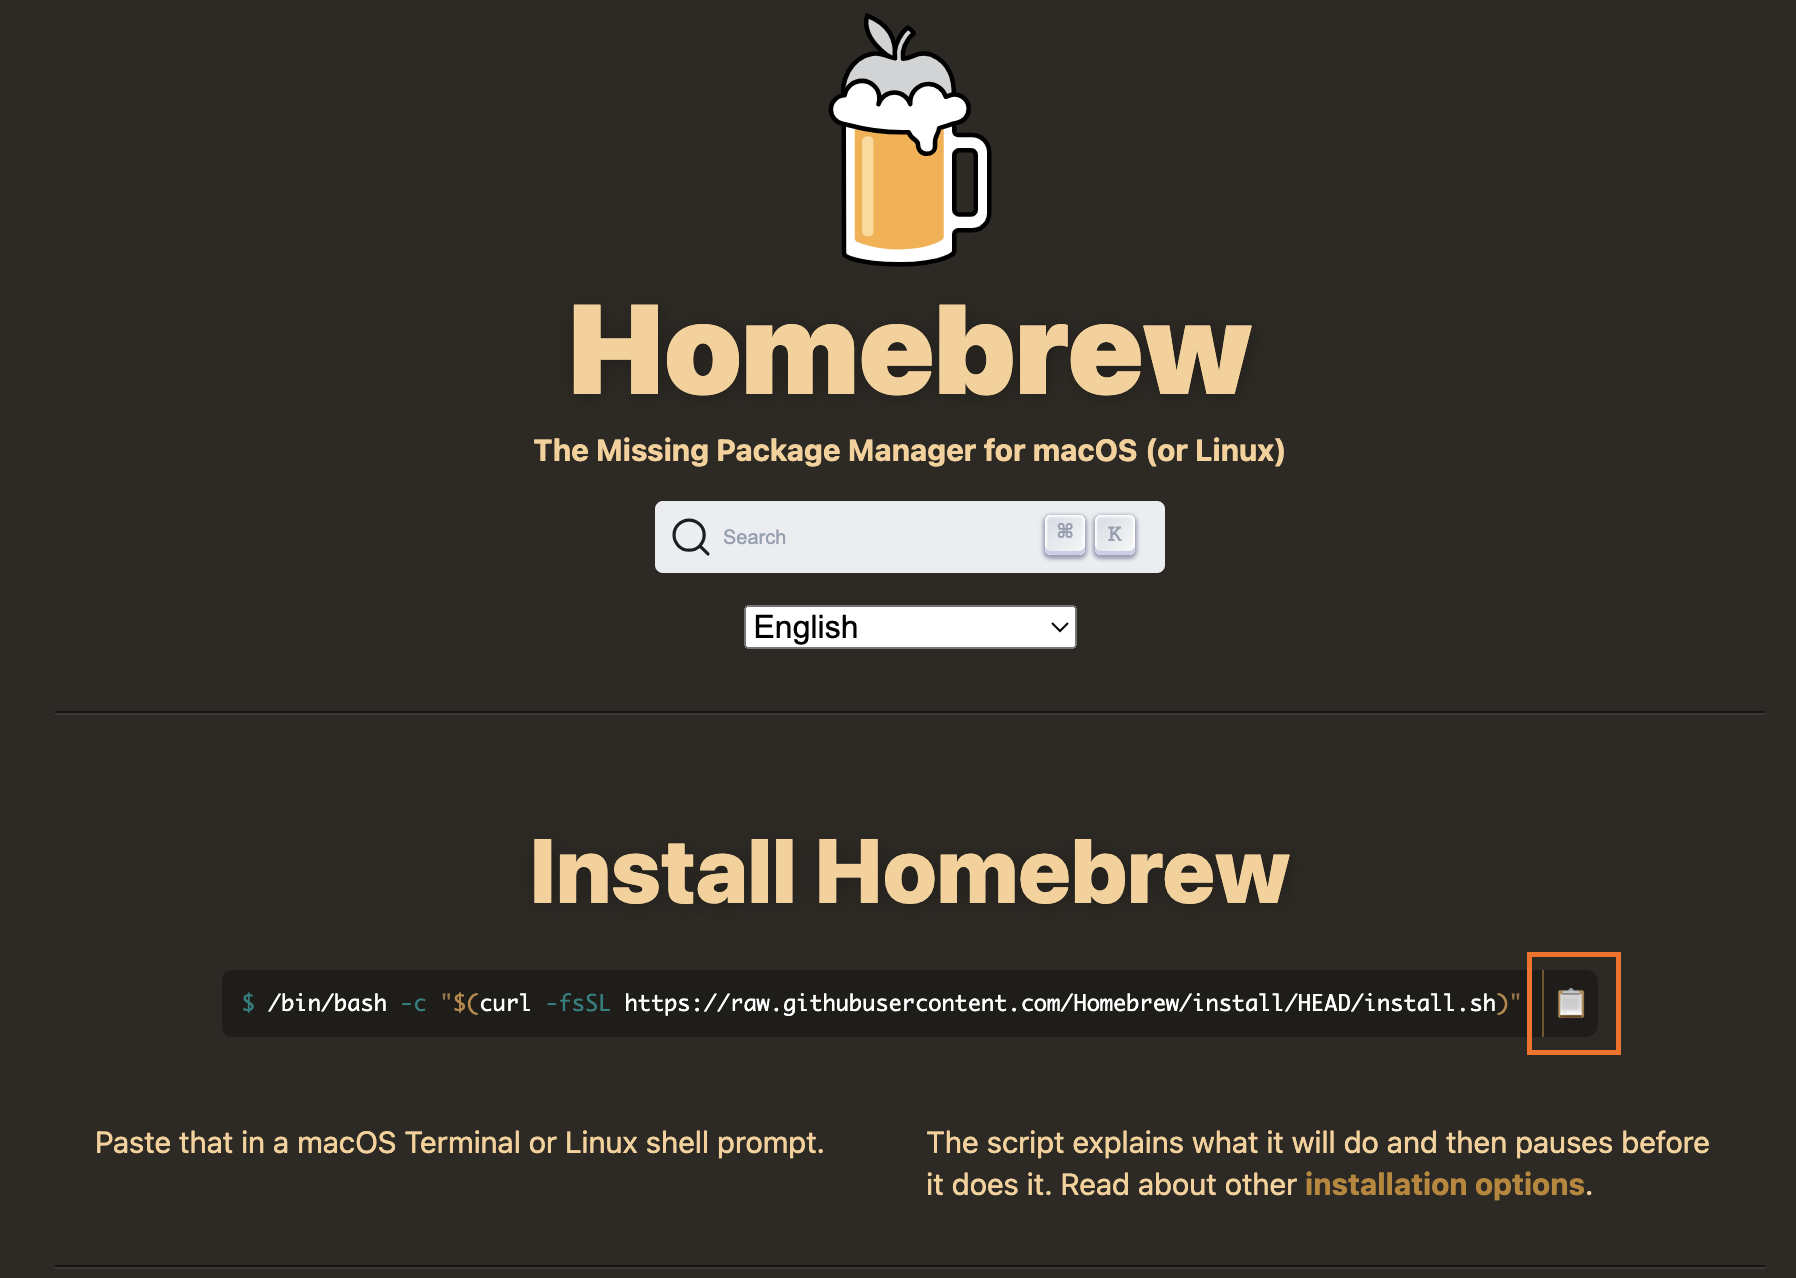 Homebrew
The Missing Package Manager for macOS (or Linux)
Search ⌘ K
English
Install Homebrew
$ /bin/bash -c "$(curl -fsSL https://raw.githubusercontent.com/Homebrew/install/HEAD/install.sh)"
Paste that in a macOS Terminal or Linux shell prompt.
The script explains what it will do and then pauses before
it does it. Read about other installation options.